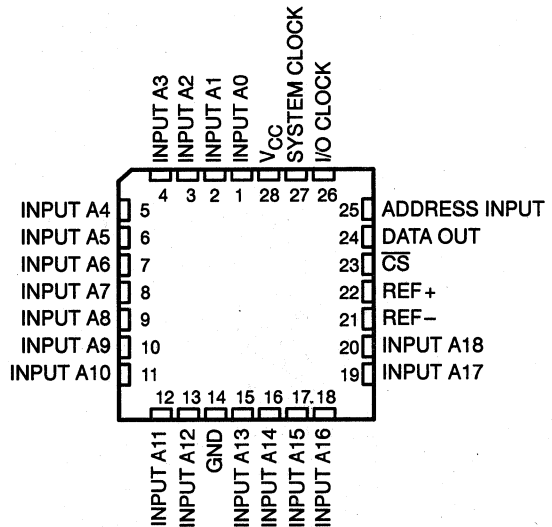 INPUT A3
INPUT A2
INPUT A1
INPUT A0
VCC
SYSTEM CLOCK
I/O CLOCK
4 3 2 1 28 27 26
INPUT A4 5
INPUT A5 6
INPUT A6 7
INPUT A7 8
INPUT A8 9
INPUT A9 10
INPUT A10 11
25 ADDRESS INPUT
24 DATA OUT
23 C̅S̅
22 REF+
21 REF−
20 INPUT A18
19 INPUT A17
12 13 14 15 16 17 18
INPUT A11
INPUT A12
GND
INPUT A13
INPUT A14
INPUT A15
INPUT A16